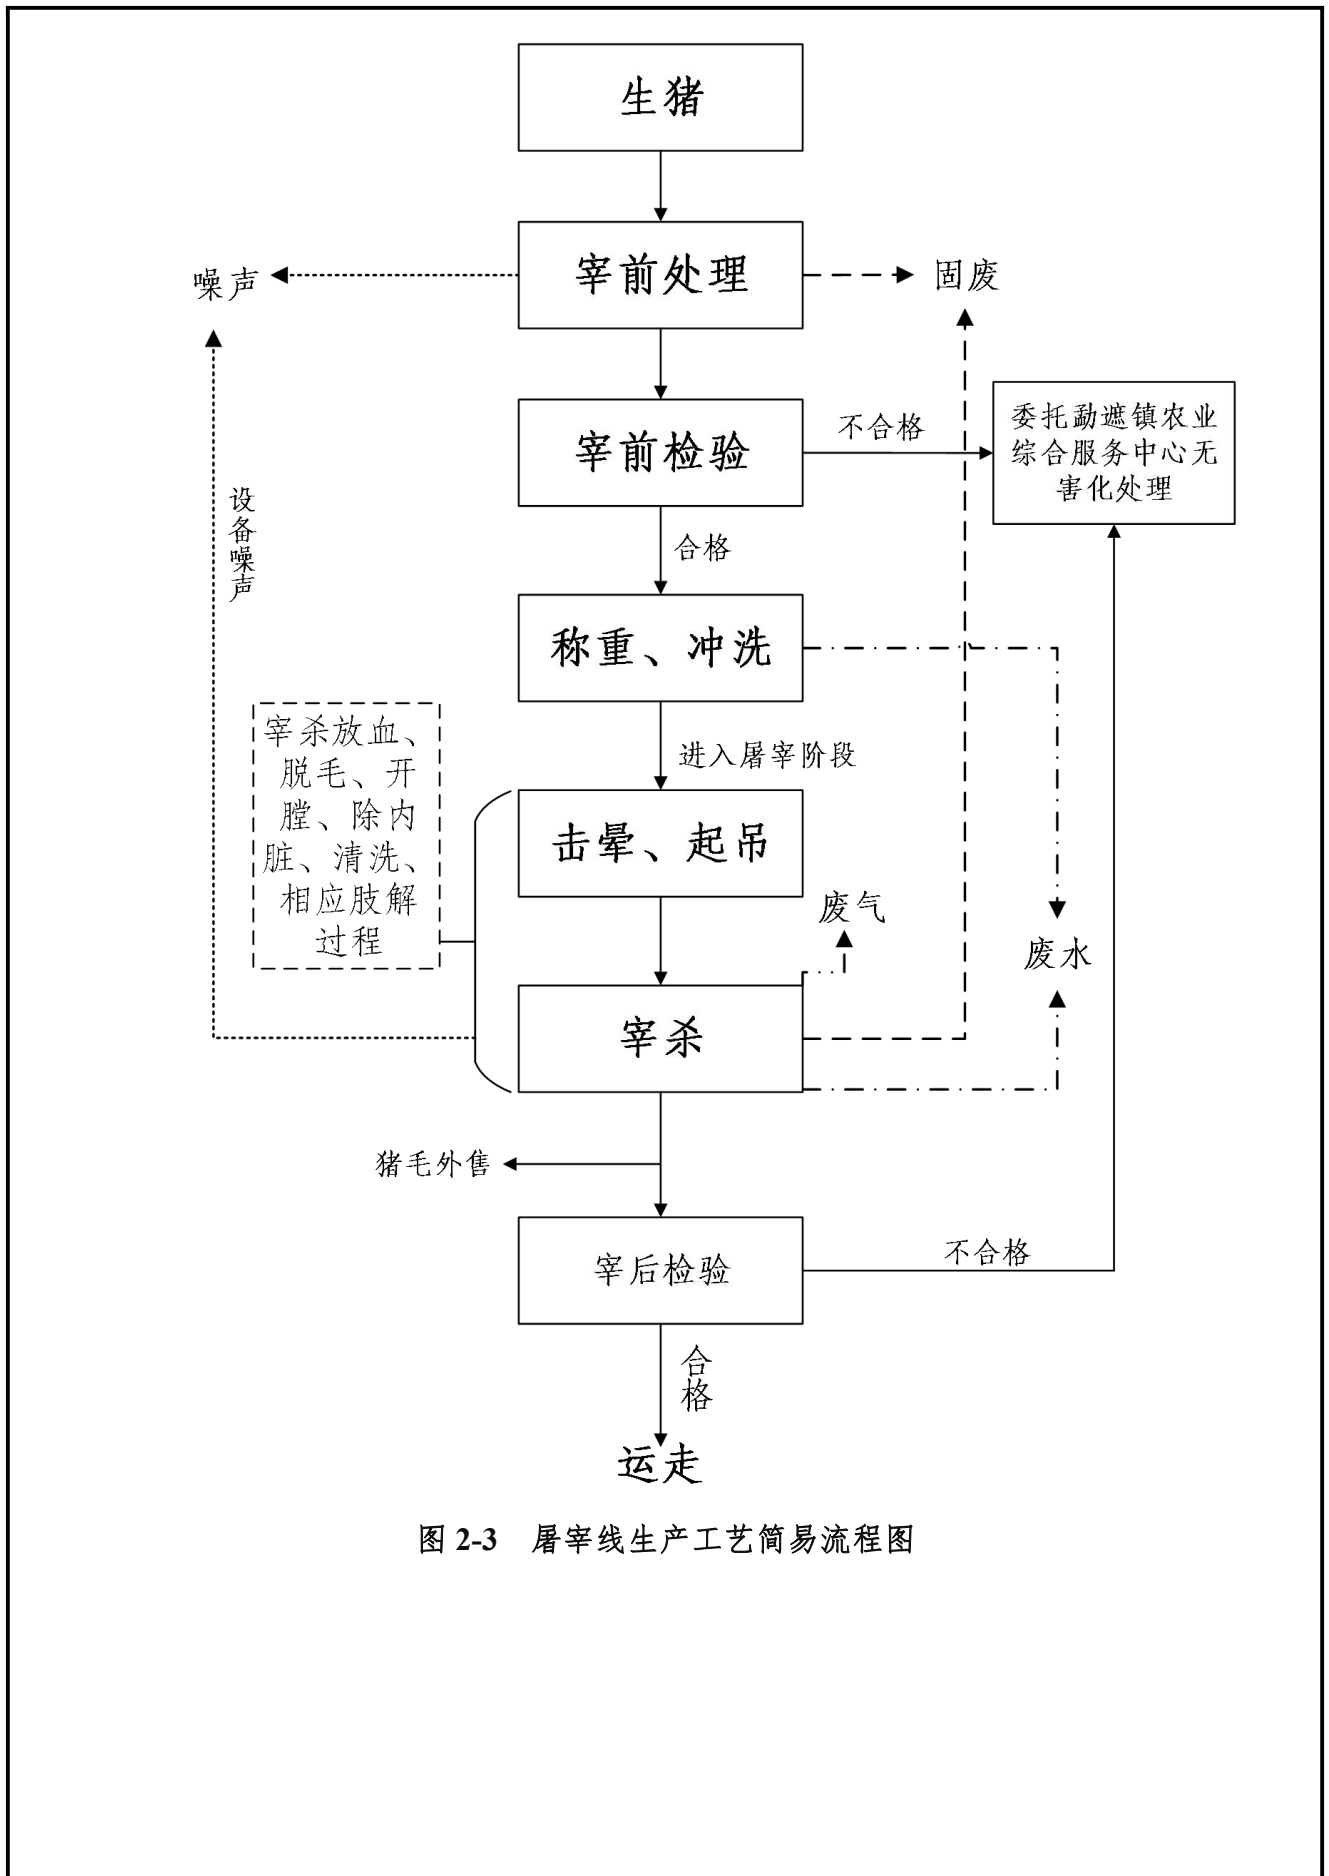 生猪
噪声
宰前处理
固废
宰前检验
不合格
委托勐遮镇农业
综合服务中心无
害化处理
设备噪声
合格
称重、冲洗
进入屠宰阶段
宰杀放血、
脱毛、开
膛、除内
脏、清洗、
相应肢解
过程
击晕、起吊
废气
废水
宰杀
猪毛外售
宰后检验
不合格
合格
运走
图 2-3 屠宰线生产工艺简易流程图